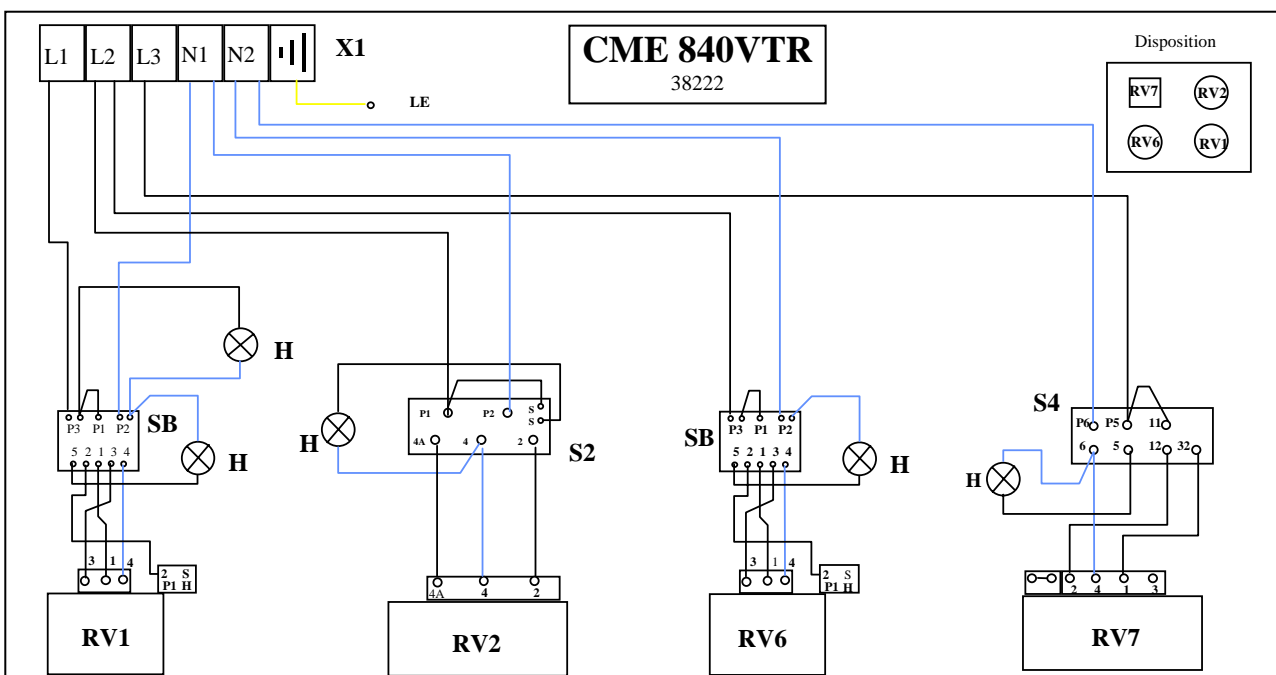 L1 L2 L3 N1 N2 X1
CME 840VTR
38222
LE
Disposition
RV7 RV2
RV6 RV1
H
P3 P1 P2
SB
5 2 1 3 4
H
3 1 4
2 S
P1 H
RV1
H
P1 P2 S
S
4A 4 2
S2
4A 4 2
RV2
P3 P1 P2
SB
5 2 1 3 4
H
3 1 4
2 S
P1 H
RV6
S4
P6 P5 11
6 5 12 32
H
2 4 1 3
RV7